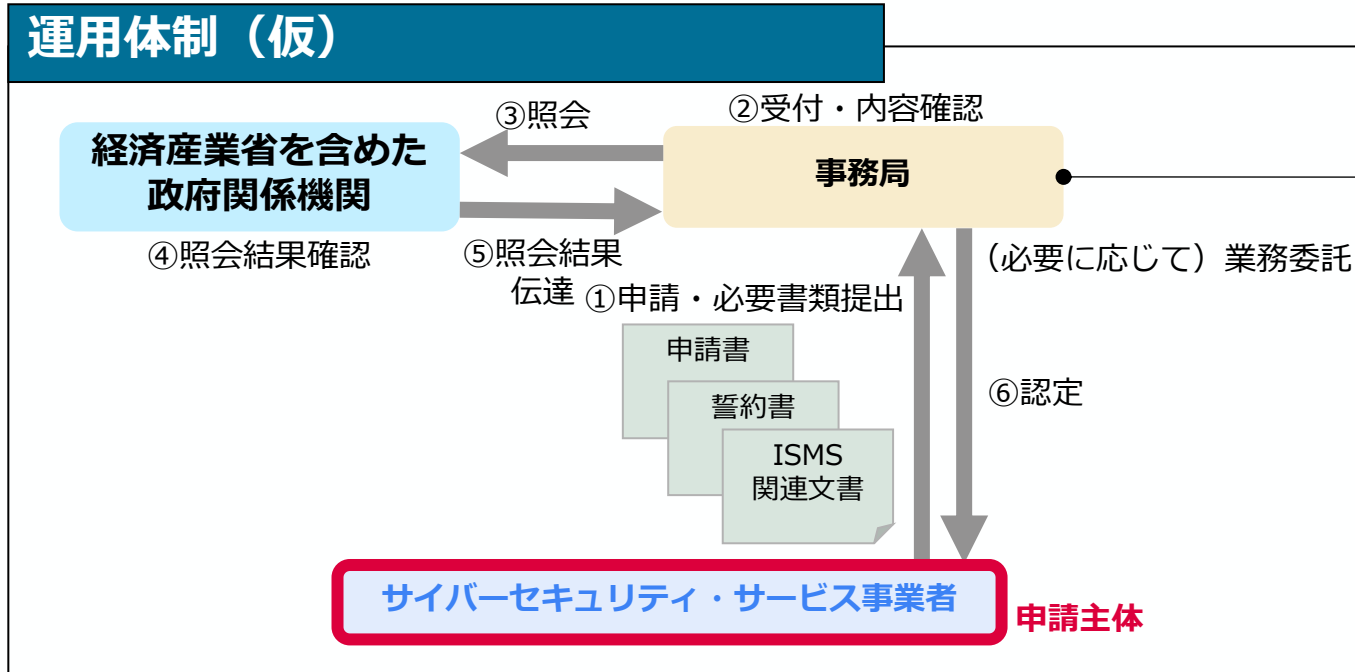 運用体制（仮）
③照会
②受付・内容確認
経済産業省を含めた
政府関係機関
事務局
④照会結果確認
⑤照会結果
伝達
（必要に応じて）業務委託
①申請・必要書類提出
申請書
誓約書
ISMS
関連文書
⑥認定
サイバーセキュリティ・サービス事業者
申請主体